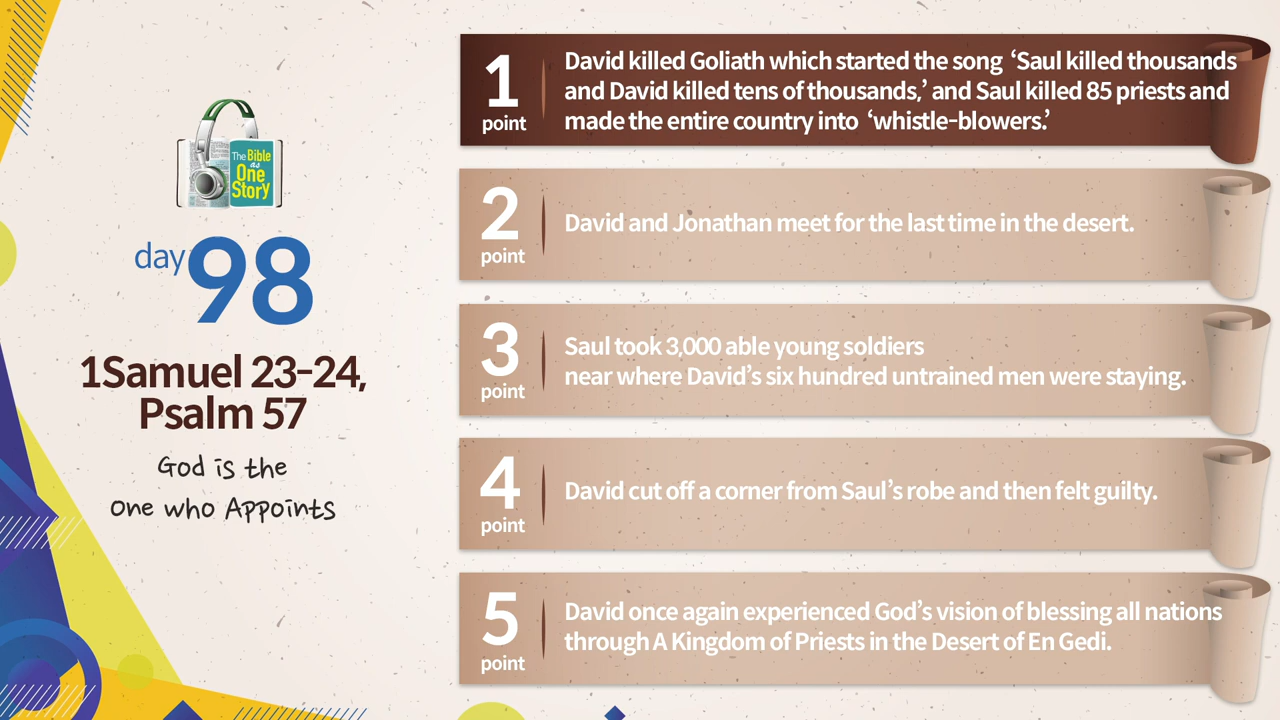 The Bible
as
One
Story
day98
1Samuel 23-24,
Psalm 57
God is the
one who Appoints
1
point
David killed Goliath which started the song ‘Saul killed thousands
and David killed tens of thousands,’ and Saul killed 85 priests and
made the entire country into ‘whistle-blowers.’
2
point
David and Jonathan meet for the last time in the desert.
3
point
Saul took 3,000 able young soldiers
near where David’s six hundred untrained men were staying.
4
point
David cut off a corner from Saul’s robe and then felt guilty.
5
point
David once again experienced God’s vision of blessing all nations
through A Kingdom of Priests in the Desert of En Gedi.